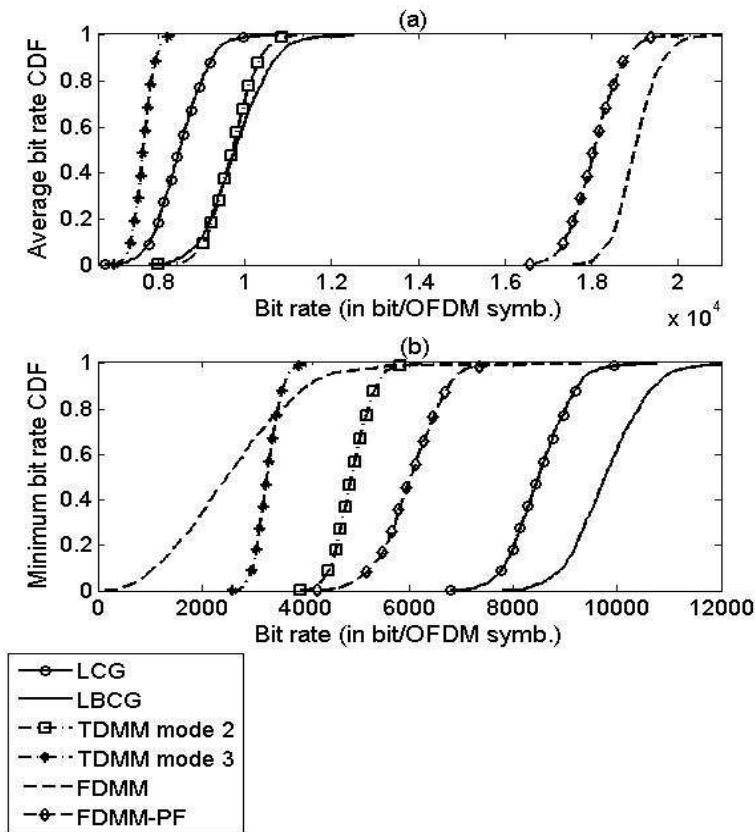 (a)
Average bit rate CDF
1
0.8
0.6
0.4
0.2
0
0.8
1
1.2
1.4
1.6
1.8
2
x 10^4
Bit rate (in bit/OFDM symb.)
(b)
Minimum bit rate CDF
1
0.8
0.6
0.4
0.2
0
0
2000
4000
6000
8000
10000
12000
Bit rate (in bit/OFDM symb.)
LCG
LBCG
TDMM mode 2
TDMM mode 3
FDMM
FDMM-PF